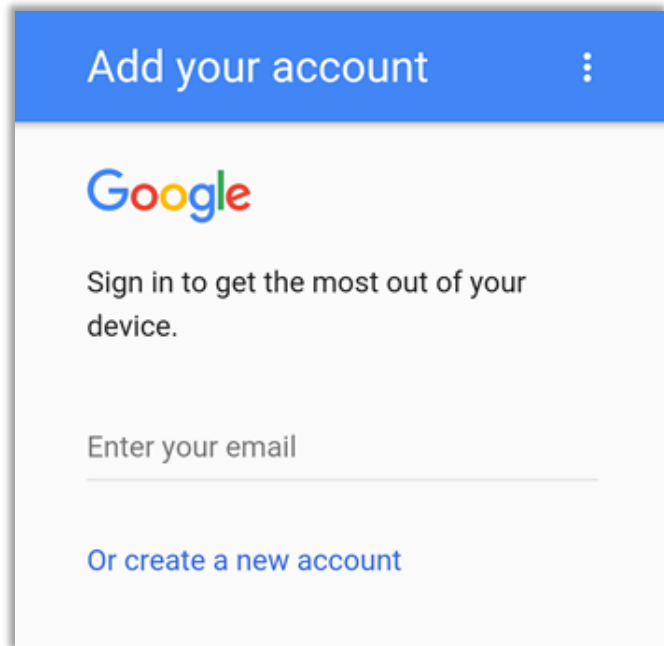 Add your account
Google
Sign in to get the most out of your
device.
Enter your email
Or create a new account